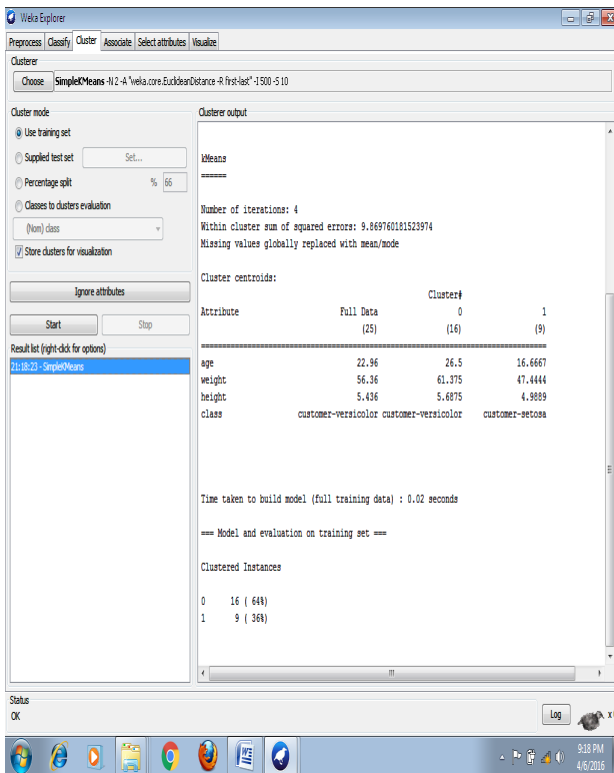 Weka Explorer
Preprocess Classify Cluster Associate Select attributes Visualize
Clusterer
Choose SimpleKMeans -N 2 -A "weka.core.EuclideanDistance -R first-last" -I 500 -S 10
Cluster mode
Use training set
Supplied test set Set...
Percentage split % 66
Classes to clusters evaluation
(Nom) class
Store clusters for visualization
Ignore attributes
Start Stop
Result list (right-click for options)
21:18:23 - SimpleKMeans
Clusterer output
kMeans
======
Number of iterations: 4
Within cluster sum of squared errors: 9.869760181523974
Missing values globally replaced with mean/mode
Cluster centroids:
Cluster#
Attribute Full Data 0 1
(25) (16) (9)
==========================================================================
age 22.96 26.5 16.6667
weight 56.36 61.375 47.4444
height 5.436 5.6875 4.9889
class customer-versicolor customer-versicolor customer-setosa
Time taken to build model (full training data) : 0.02 seconds
=== Model and evaluation on training set ===
Clustered Instances
0 16 ( 64%)
1 9 ( 36%)
Status
OK
Log
x
9:18 PM
4/6/2016